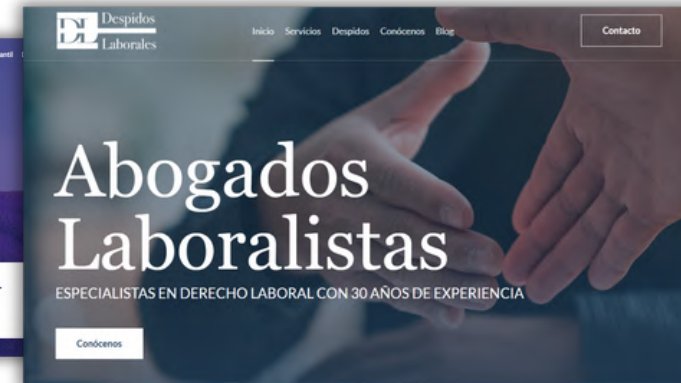 Despidos
Laborales
Inicio Servicios Despidos Conócenos Blog
Contacto
Abogados
Laboralistas
ESPECIALISTAS EN DERECHO LABORAL CON 30 AÑOS DE EXPERIENCIA
Conócenos